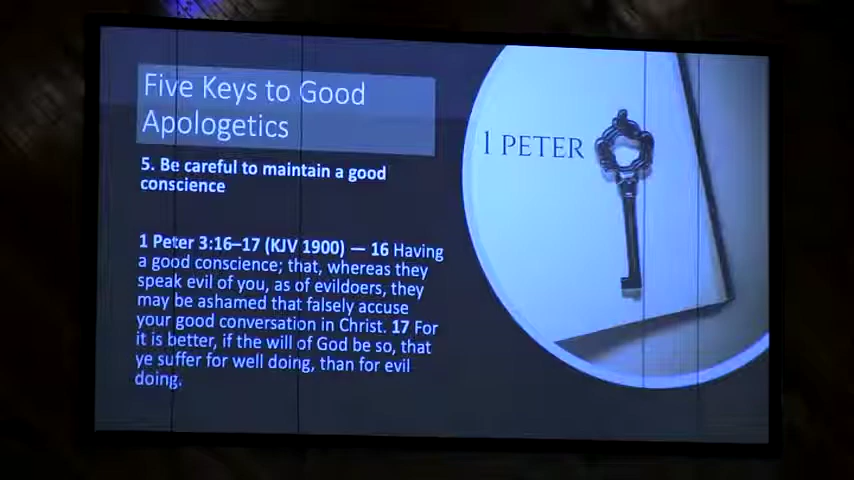 Five Keys to Good
Apologetics
5. Be careful to maintain a good
conscience
1 Peter 3:16–17 (KJV 1900) — 16 Having
a good conscience; that, whereas they
speak evil of you, as of evildoers, they
may be ashamed that falsely accuse
your good conversation in Christ. 17 For
it is better, if the will of God be so, that
ye suffer for well doing, than for evil
doing.
1 PETER